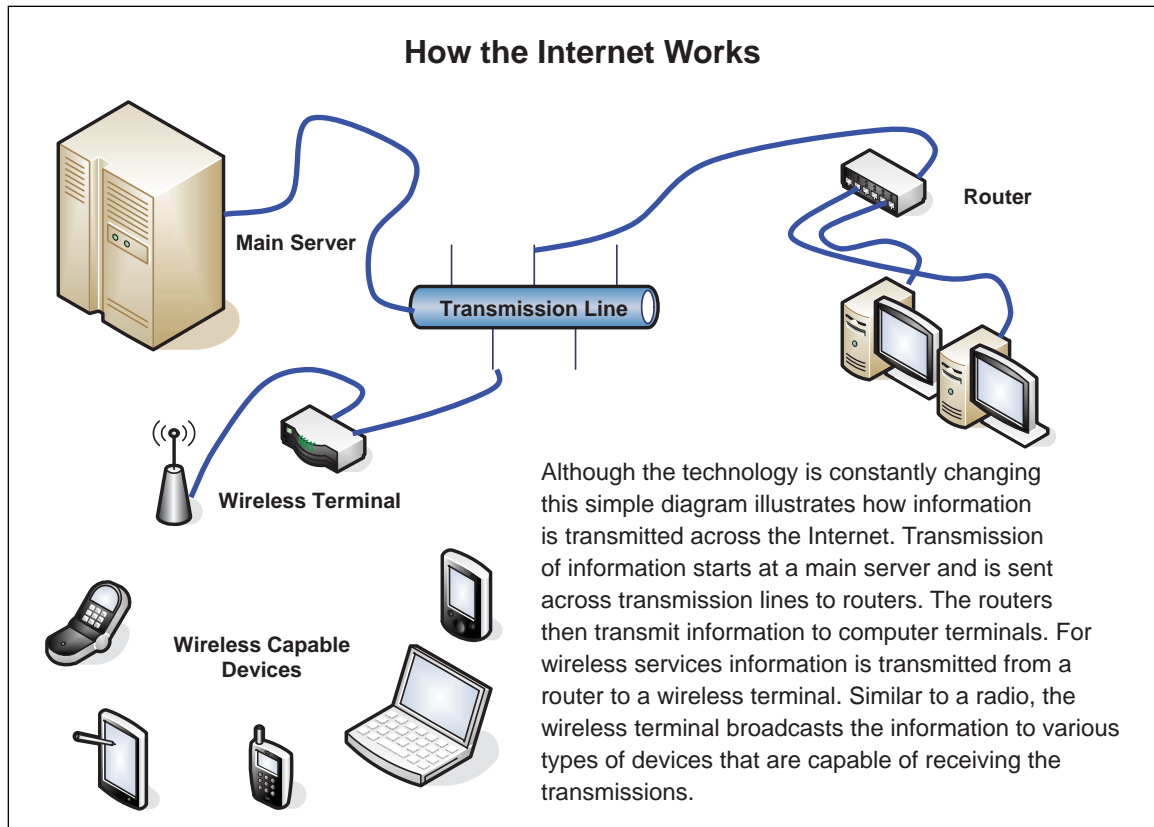 How the Internet Works
Main Server
Router
Transmission Line
Wireless Terminal
Although the technology is constantly changing
this simple diagram illustrates how information
is transmitted across the Internet. Transmission
of information starts at a main server and is sent
across transmission lines to routers. The routers
then transmit information to computer terminals. For
wireless services information is transmitted from a
router to a wireless terminal. Similar to a radio, the
wireless terminal broadcasts the information to various
types of devices that are capable of receiving the
transmissions.
Wireless Capable
Devices